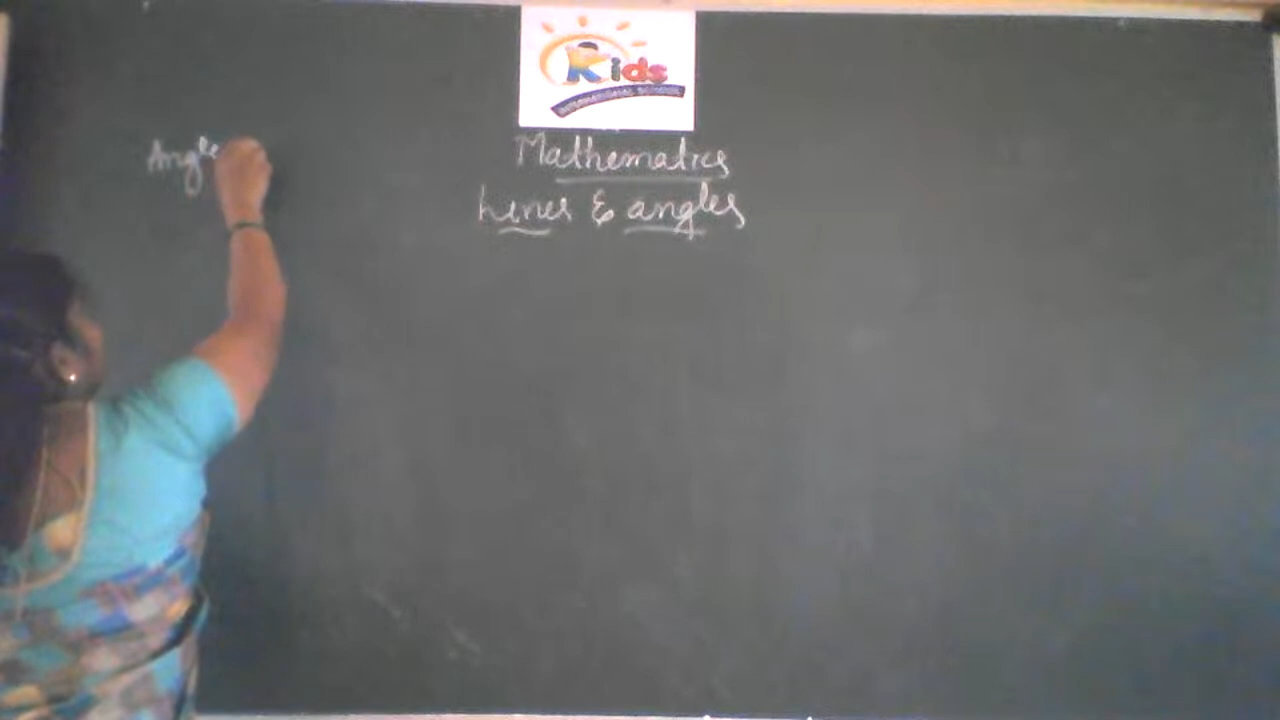 Kids
INTERNATIONAL SCHOOL
Mathematics
Lines & angles
Angle